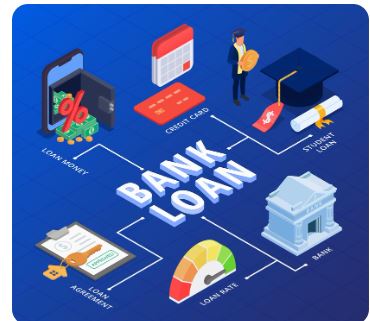 CREDIT CARD
STUDENT
LOAN
LOAN MONEY
BANK
LOAN
BANK
LOAN
AGREEMENT
LOAN RATE